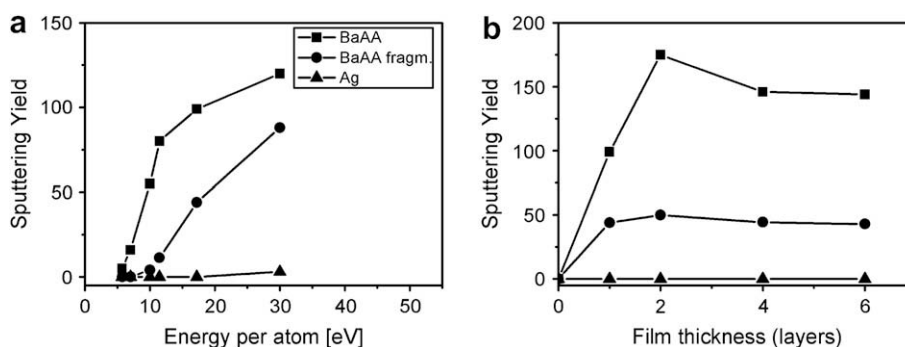 a
150
100
50
0
Sputtering Yield
BaAA
BaAA fragm.
Ag
0 10 20 30 40 50
Energy per atom [eV]
b
200
150
100
50
0
Sputtering Yield
0 2 4 6
Film thickness (layers)